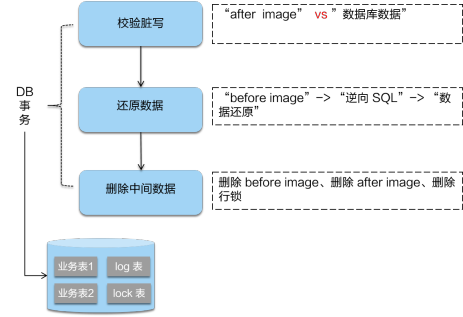 校验脏写
“after image” vs ”数据库数据”
DB
事
务
还原数据
“before image”–>“逆向 SQL”–>“数
据还原”
删除中间数据
删除 before image、删除 after image、删除
行锁
业务表1
log 表
业务表2
lock 表